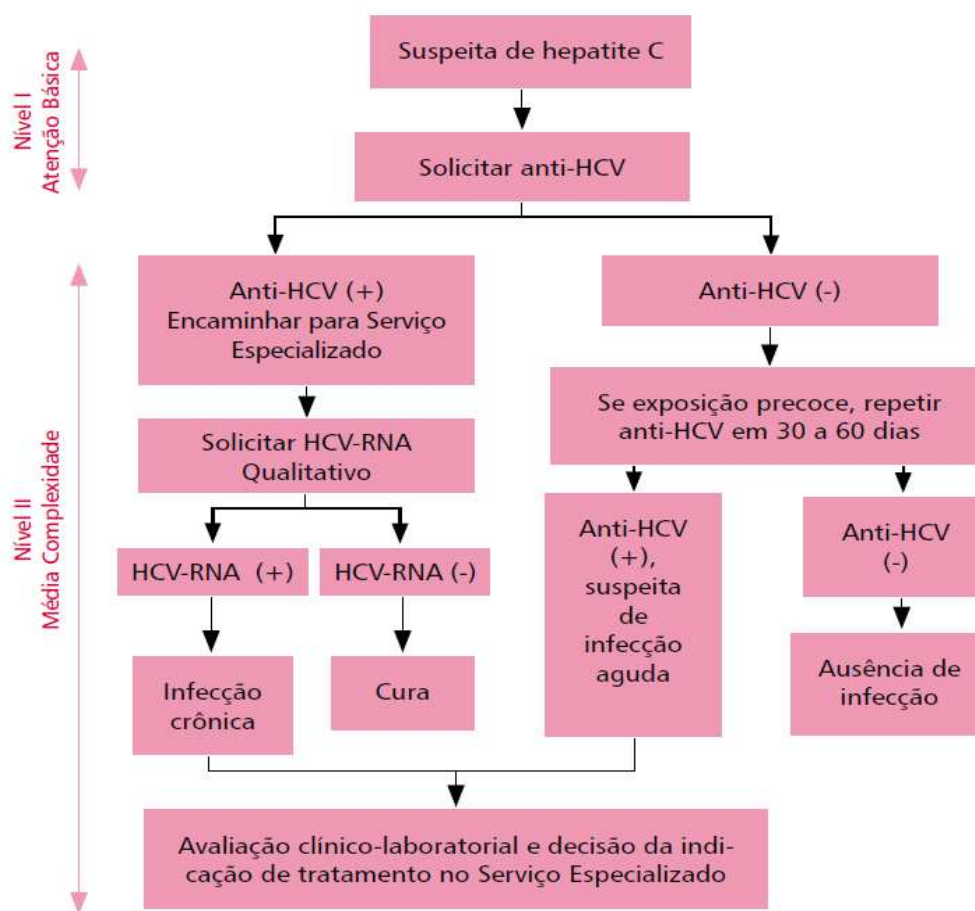 Nível I
Atenção Básica
Suspeita de hepatite C
Solicitar anti-HCV
Nível II
Média Complexidade
Anti-HCV (+)
Encaminhar para Serviço
Especializado
Anti-HCV (-)
Solicitar HCV-RNA
Qualitativo
Se exposição precoce, repetir
anti-HCV em 30 a 60 dias
HCV-RNA (+)
HCV-RNA (-)
Anti-HCV
(+),
suspeita
de
infecção
aguda
Anti-HCV
(-)
Infecção
crônica
Cura
Ausência de
infecção
Avaliação clínico-laboratorial e decisão da indi-
cação de tratamento no Serviço Especializado